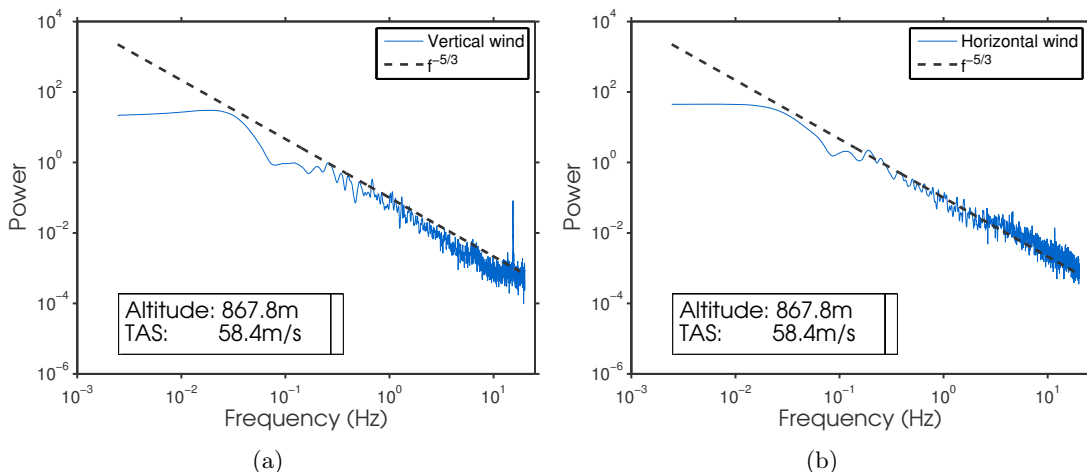 10^4
10^2
10^0
10^-2
10^-4
10^-6
Power
Vertical wind
f^-5/3
Altitude: 867.8m
TAS: 58.4m/s
10^-3 10^-2 10^-1 10^0 10^1
Frequency (Hz)
(a)
10^4
10^2
10^0
10^-2
10^-4
10^-6
Power
Horizontal wind
f^-5/3
Altitude: 867.8m
TAS: 58.4m/s
10^-3 10^-2 10^-1 10^0 10^1
Frequency (Hz)
(b)